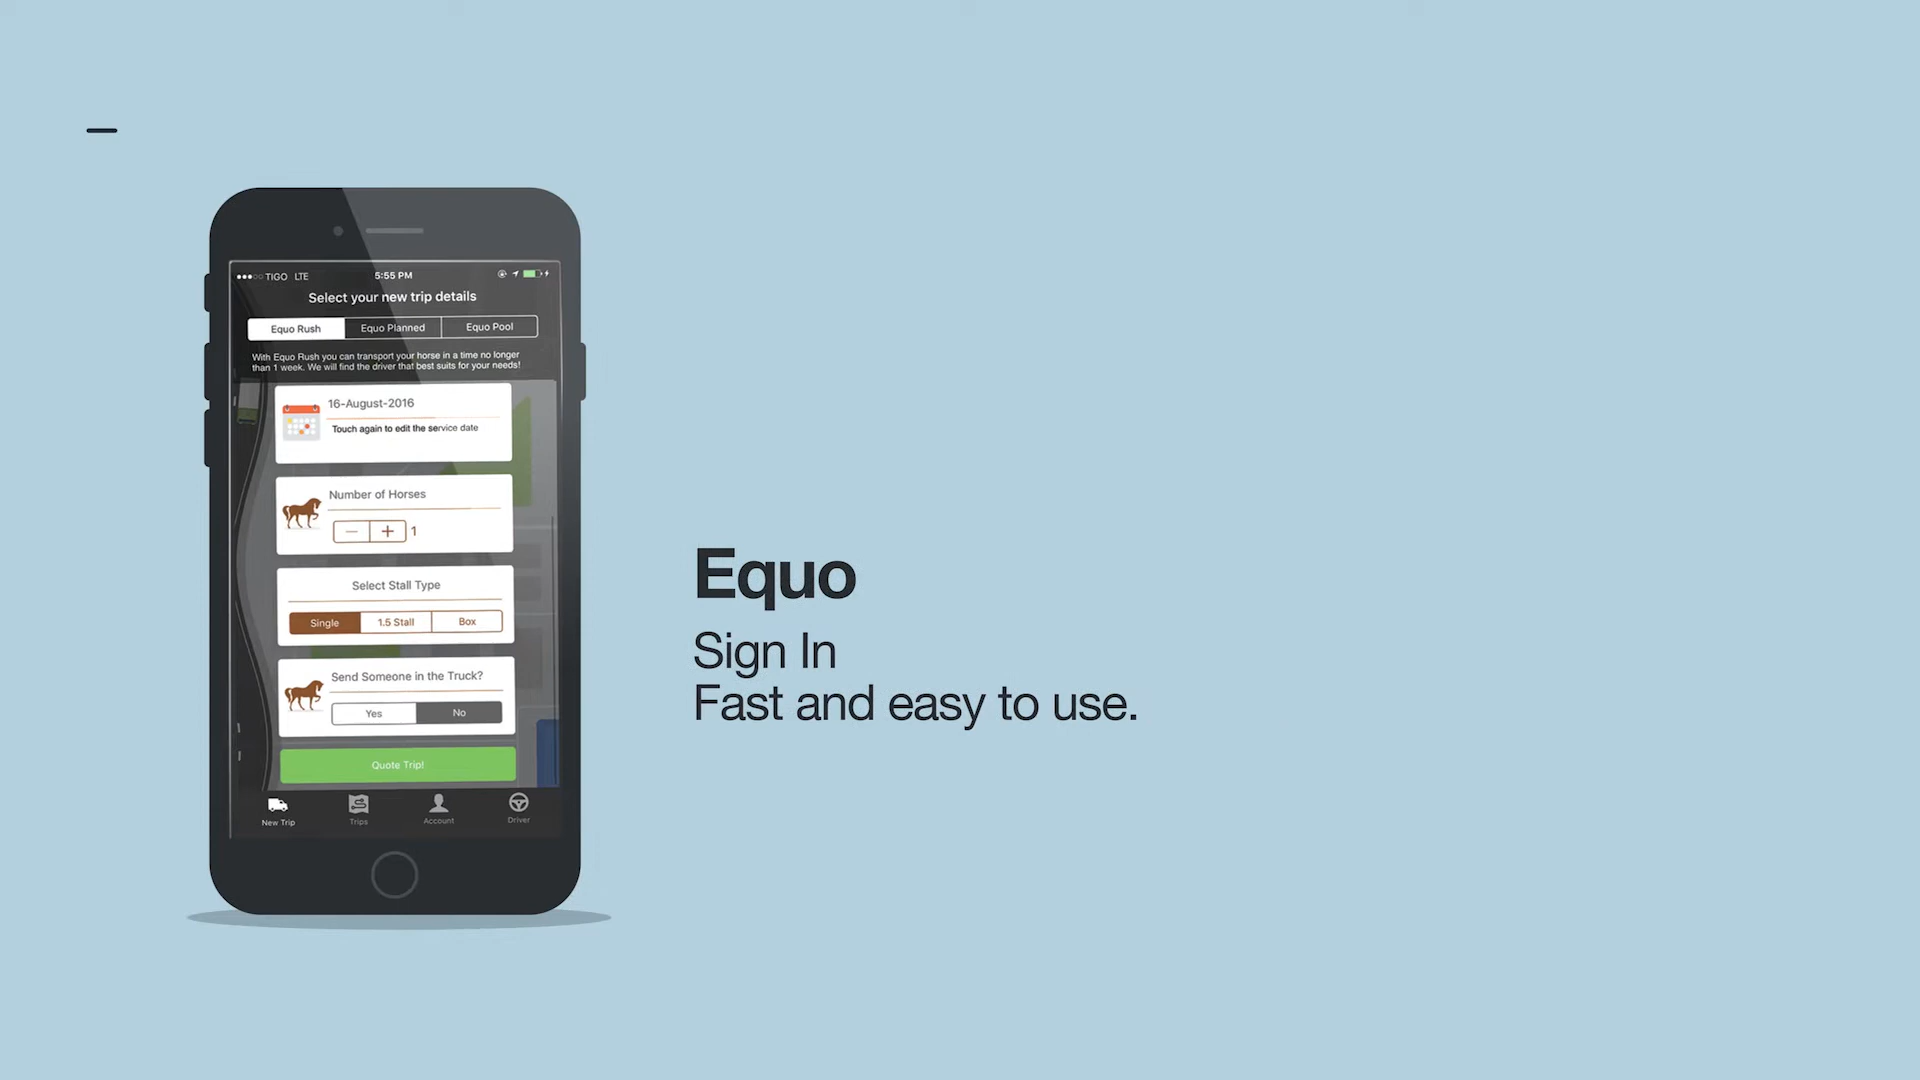 TIGO LTE 5:55 PM
Select your new trip details
Equo Rush Equo Planned Equo Pool
With Equo Rush you can transport your horse in a time no longer
than 1 week. We will find the driver that best suits for your needs!
16-August-2016
Touch again to edit the service date
Number of Horses
1
Select Stall Type
Single 1.5 Stall Box
Send Someone in the Truck?
Yes No
Quote Trip!
New Trip Trips Account Driver
Equo
Sign In
Fast and easy to use.